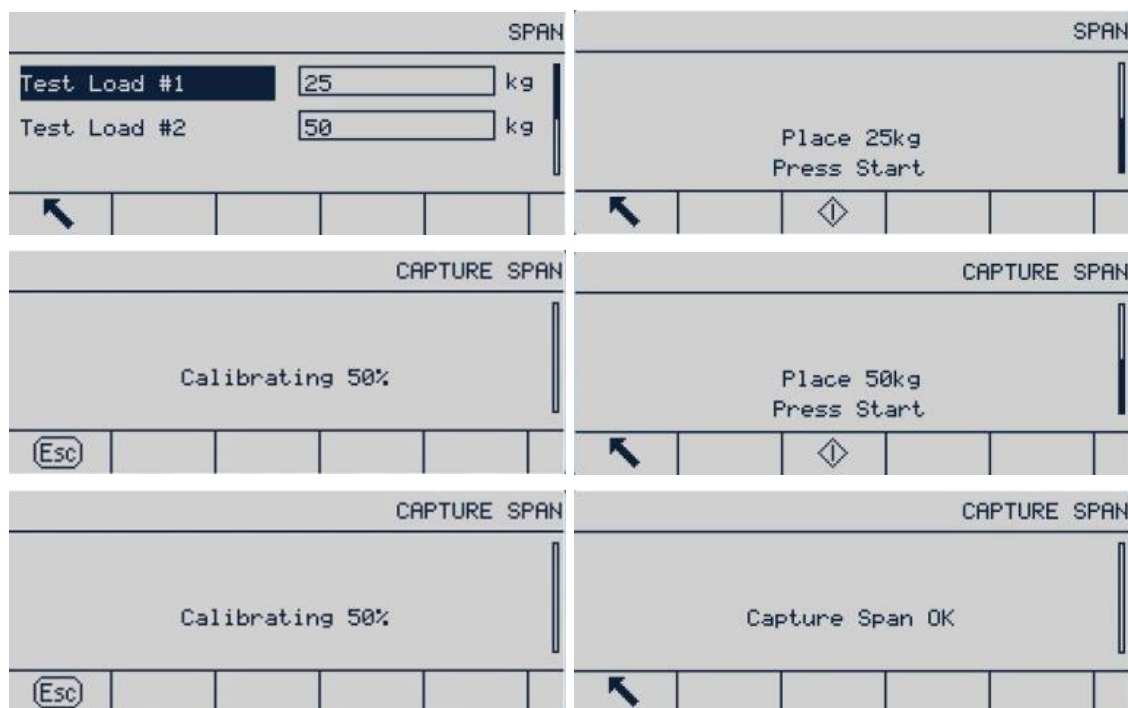 SPAN
Test Load #1 25 kg
Test Load #2 50 kg
SPAN
Place 25kg
Press Start
CAPTURE SPAN
Calibrating 50%
Esc
CAPTURE SPAN
Place 50kg
Press Start
CAPTURE SPAN
Calibrating 50%
Esc
CAPTURE SPAN
Capture Span OK